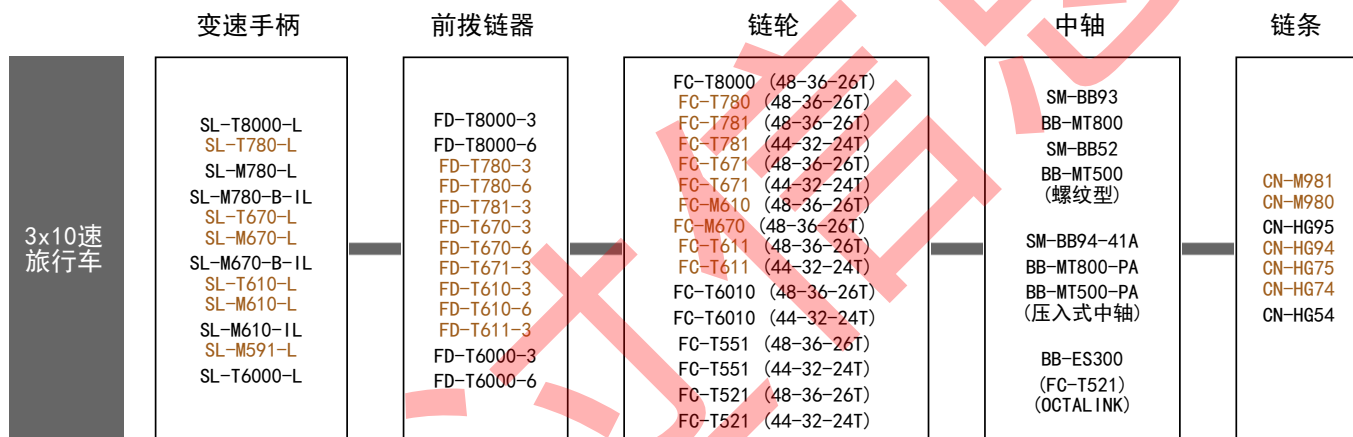 变速手柄
前拨链器
链轮
中轴
链条
3x10速
旅行车
SL-T8000-L
SL-T780-L
SL-M780-L
SL-M780-B-IL
SL-T670-L
SL-M670-L
SL-M670-B-IL
SL-T610-L
SL-M610-L
SL-M610-IL
SL-M591-L
SL-T6000-L
FD-T8000-3
FD-T8000-6
FD-T780-3
FD-T780-6
FD-T781-3
FD-T670-3
FD-T670-6
FD-T671-3
FD-T610-3
FD-T610-6
FD-T611-3
FD-T6000-3
FD-T6000-6
FC-T8000 (48-36-26T)
FC-T780 (48-36-26T)
FC-T781 (48-36-26T)
FC-T781 (44-32-24T)
FC-T671 (48-36-26T)
FC-T671 (44-32-24T)
FC-M610 (48-36-26T)
FC-M670 (48-36-26T)
FC-T611 (48-36-26T)
FC-T611 (44-32-24T)
FC-T6010 (48-36-26T)
FC-T6010 (44-32-24T)
FC-T551 (48-36-26T)
FC-T551 (44-32-24T)
FC-T521 (48-36-26T)
FC-T521 (44-32-24T)
SM-BB93
BB-MT800
SM-BB52
BB-MT500
(螺纹型)
SM-BB94-41A
BB-MT800-PA
BB-MT500-PA
(压入式中轴)
BB-ES300
(FC-T521)
(OCTALINK)
CN-M981
CN-M980
CN-HG95
CN-HG94
CN-HG75
CN-HG74
CN-HG54